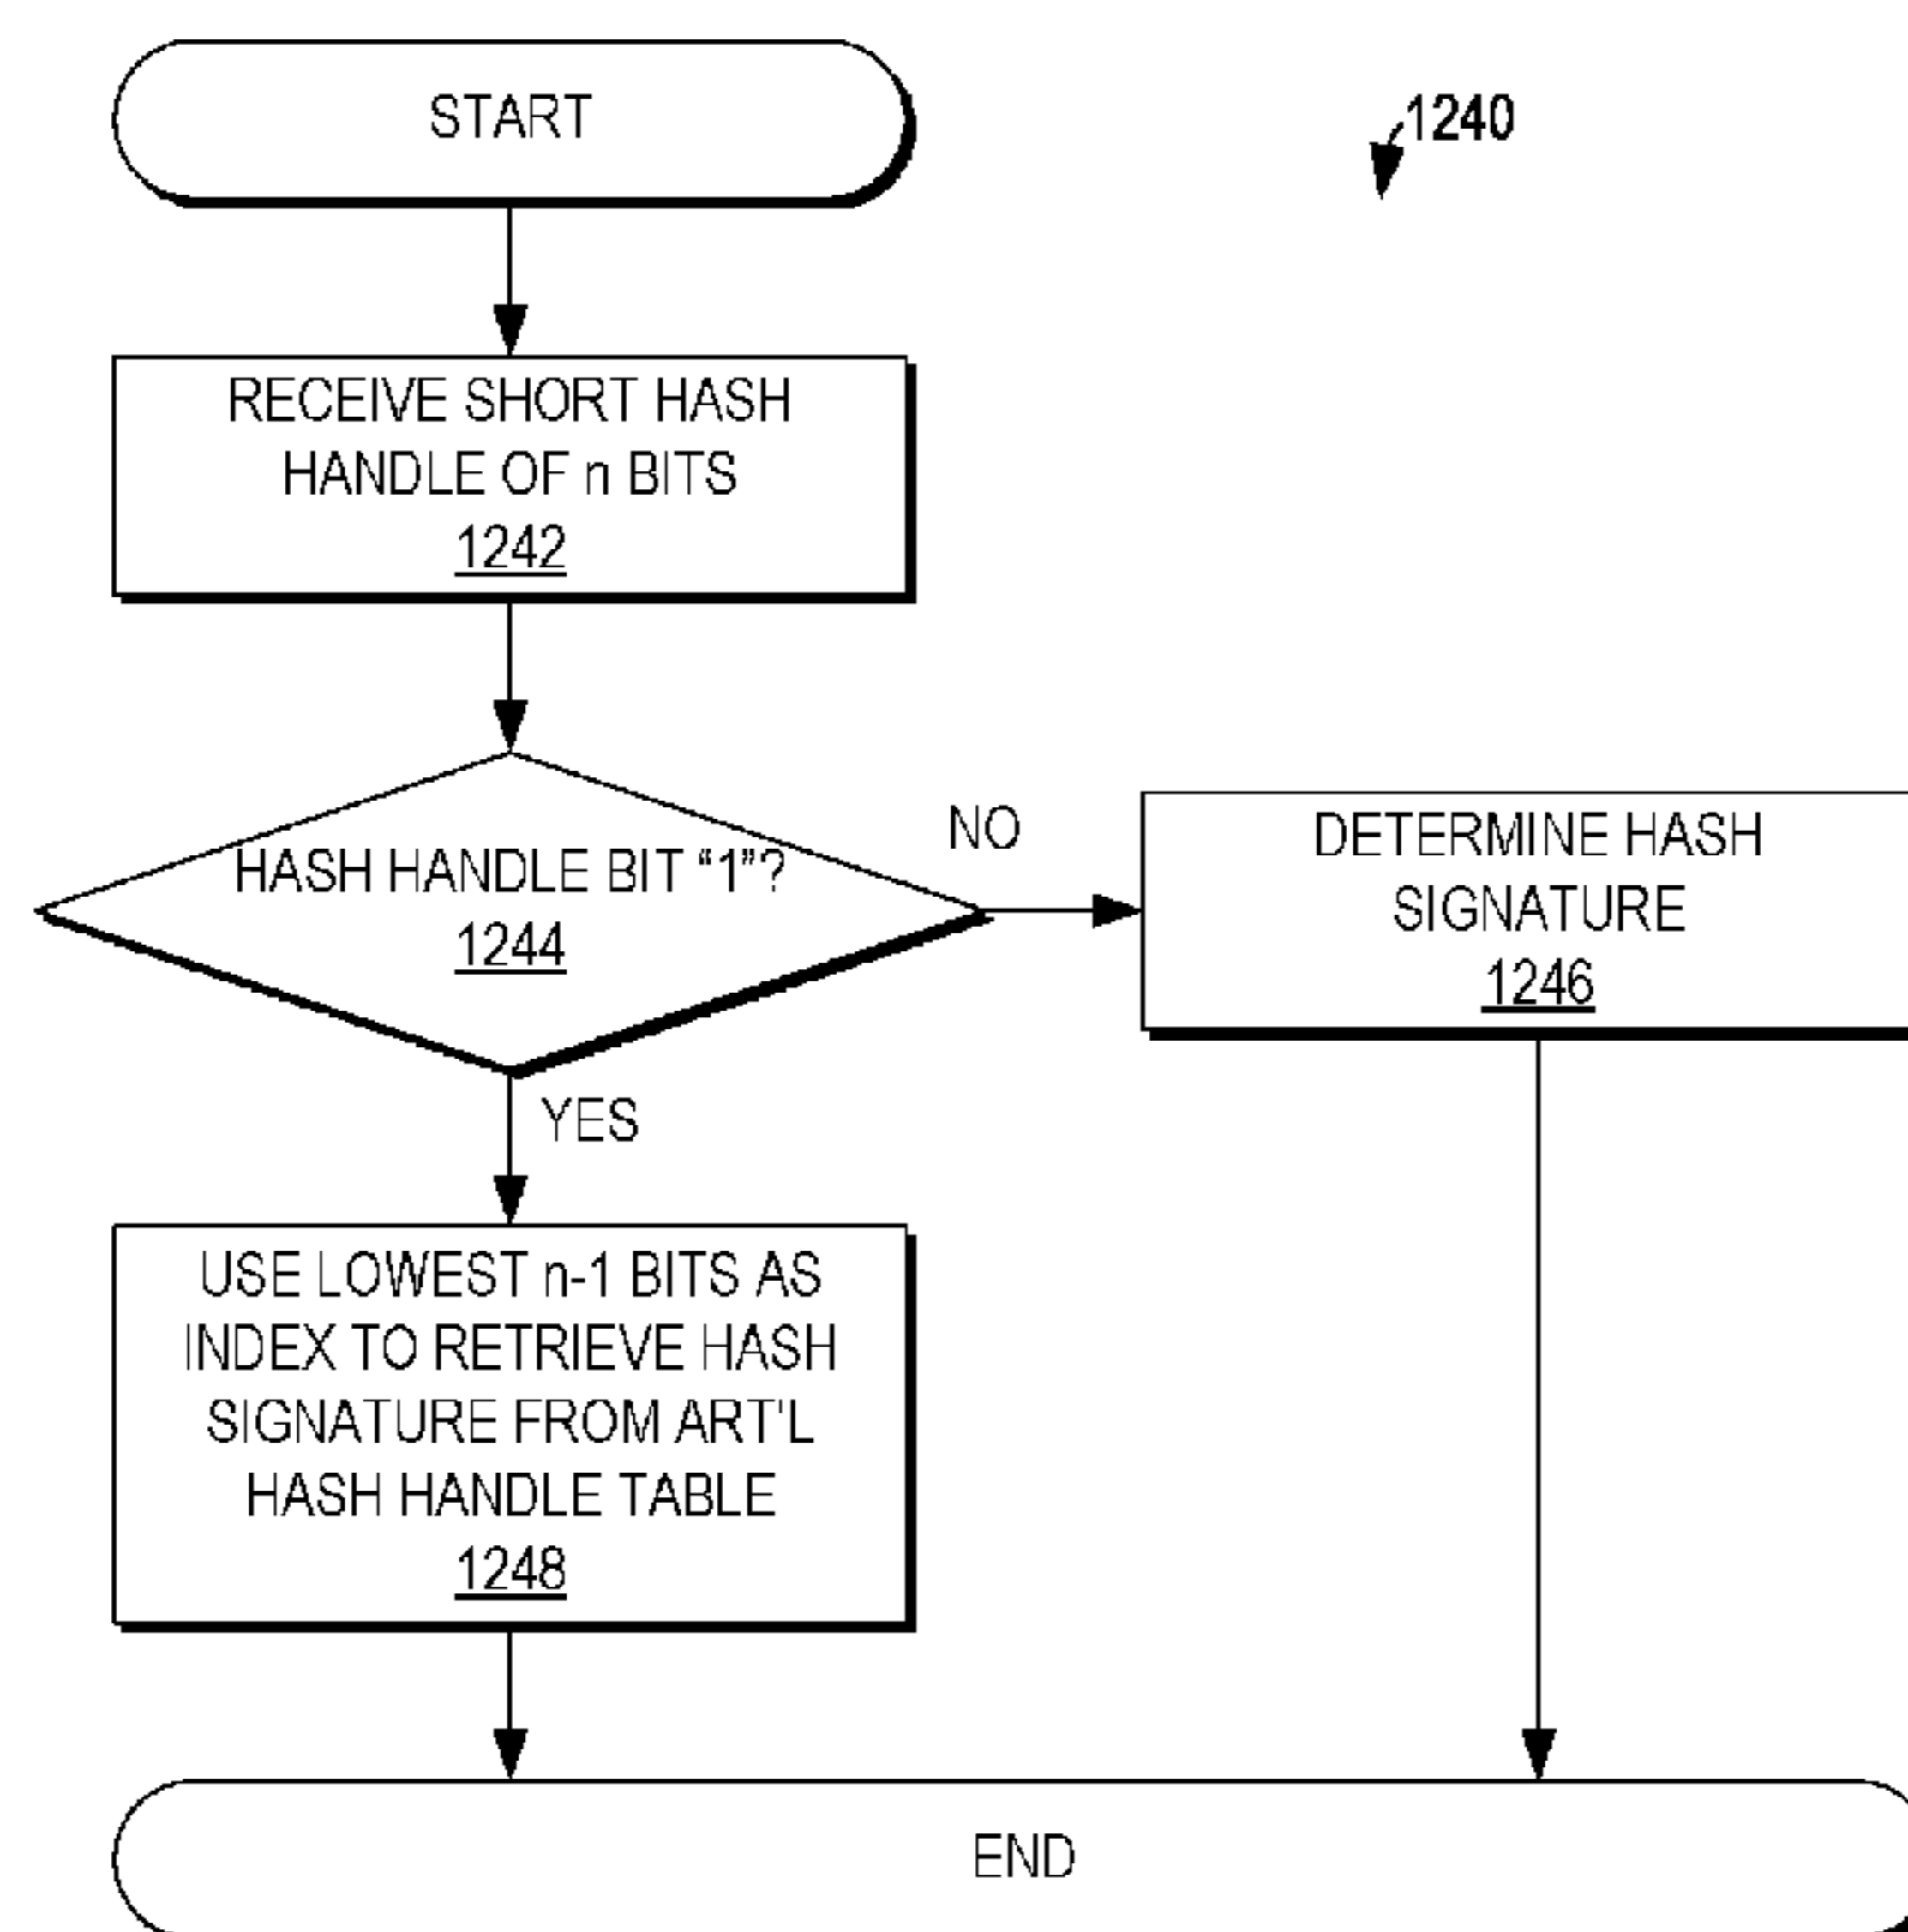 START
1240
RECEIVE SHORT HASH
HANDLE OF n BITS
1242
HASH HANDLE BIT “1”?
1244
NO
DETERMINE HASH
SIGNATURE
1246
YES
USE LOWEST n-1 BITS AS
INDEX TO RETRIEVE HASH
SIGNATURE FROM ART'L
HASH HANDLE TABLE
1248
END